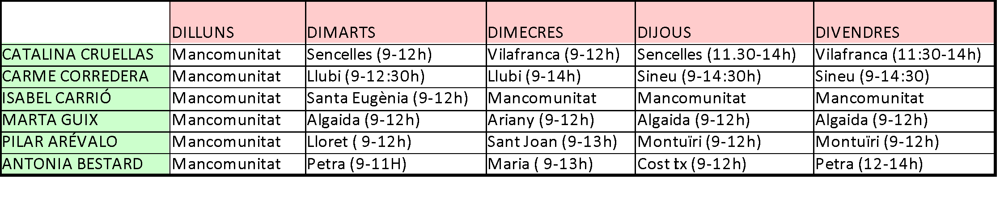 DILLUNS DIMARTS DIMECRES DIJOUS DIVENDRES
CATALINA CRUELLAS Mancomunitat Sencelles (9-12h) Vilafranca (9-12h) Sencelles (11.30-14h) Vilafranca (11:30-14h)
CARME CORREDERA Mancomunitat Llubi (9-12:30h) Llubi (9-14h) Sineu (9-14:30h) Sineu (9-14:30)
ISABEL CARRIÓ Mancomunitat Santa Eugènia (9-12h) Mancomunitat Mancomunitat Mancomunitat
MARTA GUIX Mancomunitat Algaida (9-12h) Ariany (9-12h) Algaida (9-12h) Algaida (9-12h)
PILAR ARÉVALO Mancomunitat Lloret ( 9-12h) Sant Joan (9-13h) Montuïri (9-12h) Montuïri (9-12h)
ANTONIA BESTARD Mancomunitat Petra (9-11H) Maria ( 9-13h) Cost tx (9-12h) Petra (12-14h)